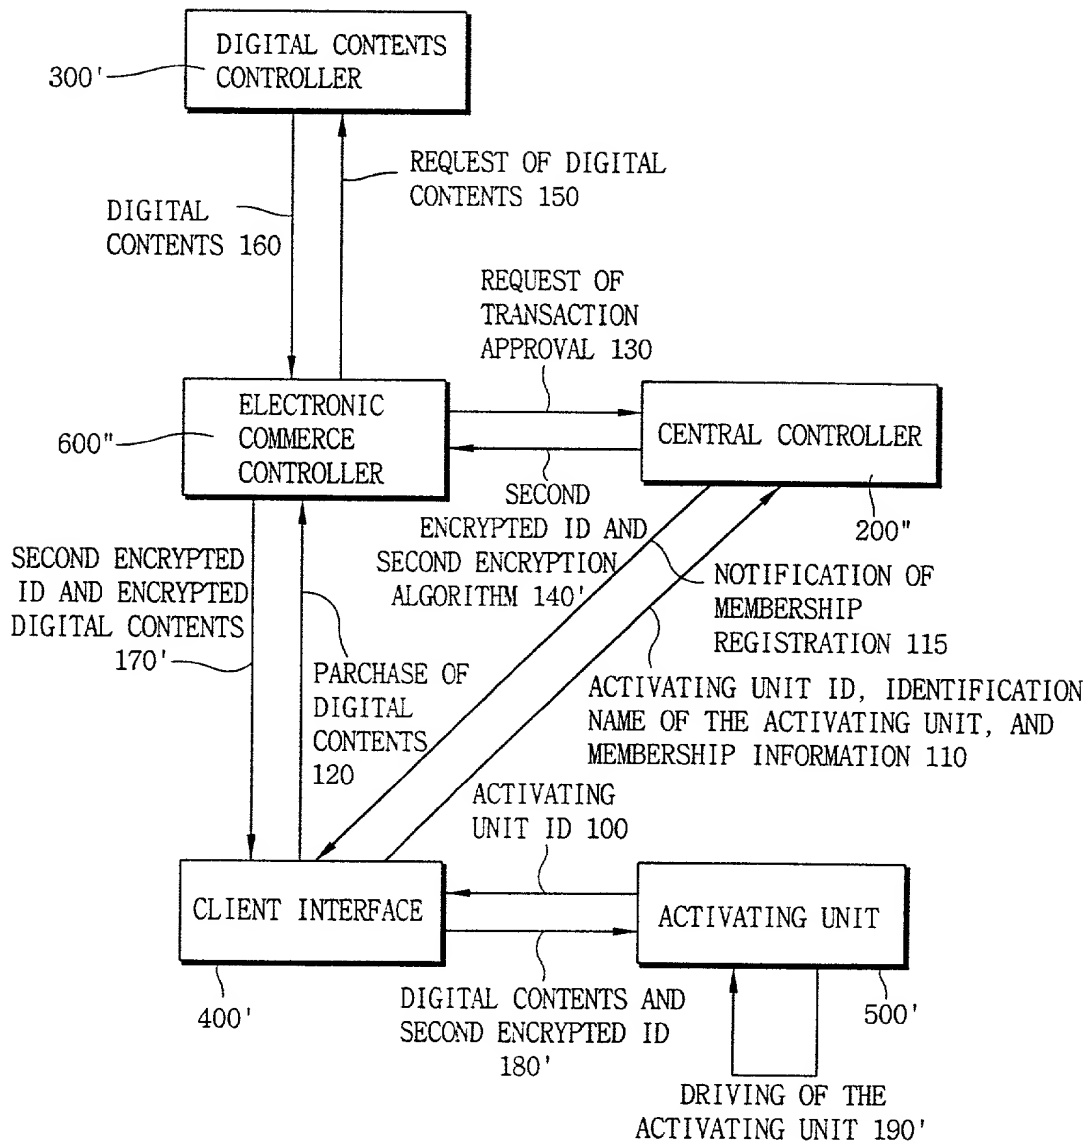 DIGITAL CONTENTS
CONTROLLER
300'
REQUEST OF DIGITAL
CONTENTS 150
DIGITAL
CONTENTS 160
REQUEST OF
TRANSACTION
APPROVAL 130
ELECTRONIC
COMMERCE
CONTROLLER
600"
CENTRAL CONTROLLER
200"
SECOND
ENCRYPTED ID AND
SECOND ENCRYPTION
ALGORITHM 140'
SECOND ENCRYPTED
ID AND ENCRYPTED
DIGITAL CONTENTS
170'
NOTIFICATION OF
MEMBERSHIP
REGISTRATION 115
PARCHASE OF
DIGITAL
CONTENTS
120
ACTIVATING UNIT ID, IDENTIFICATION
NAME OF THE ACTIVATING UNIT, AND
MEMBERSHIP INFORMATION 110
ACTIVATING
UNIT ID 100
CLIENT INTERFACE
400'
ACTIVATING UNIT
500'
DIGITAL CONTENTS AND
SECOND ENCRYPTED ID
180'
DRIVING OF THE
ACTIVATING UNIT 190'